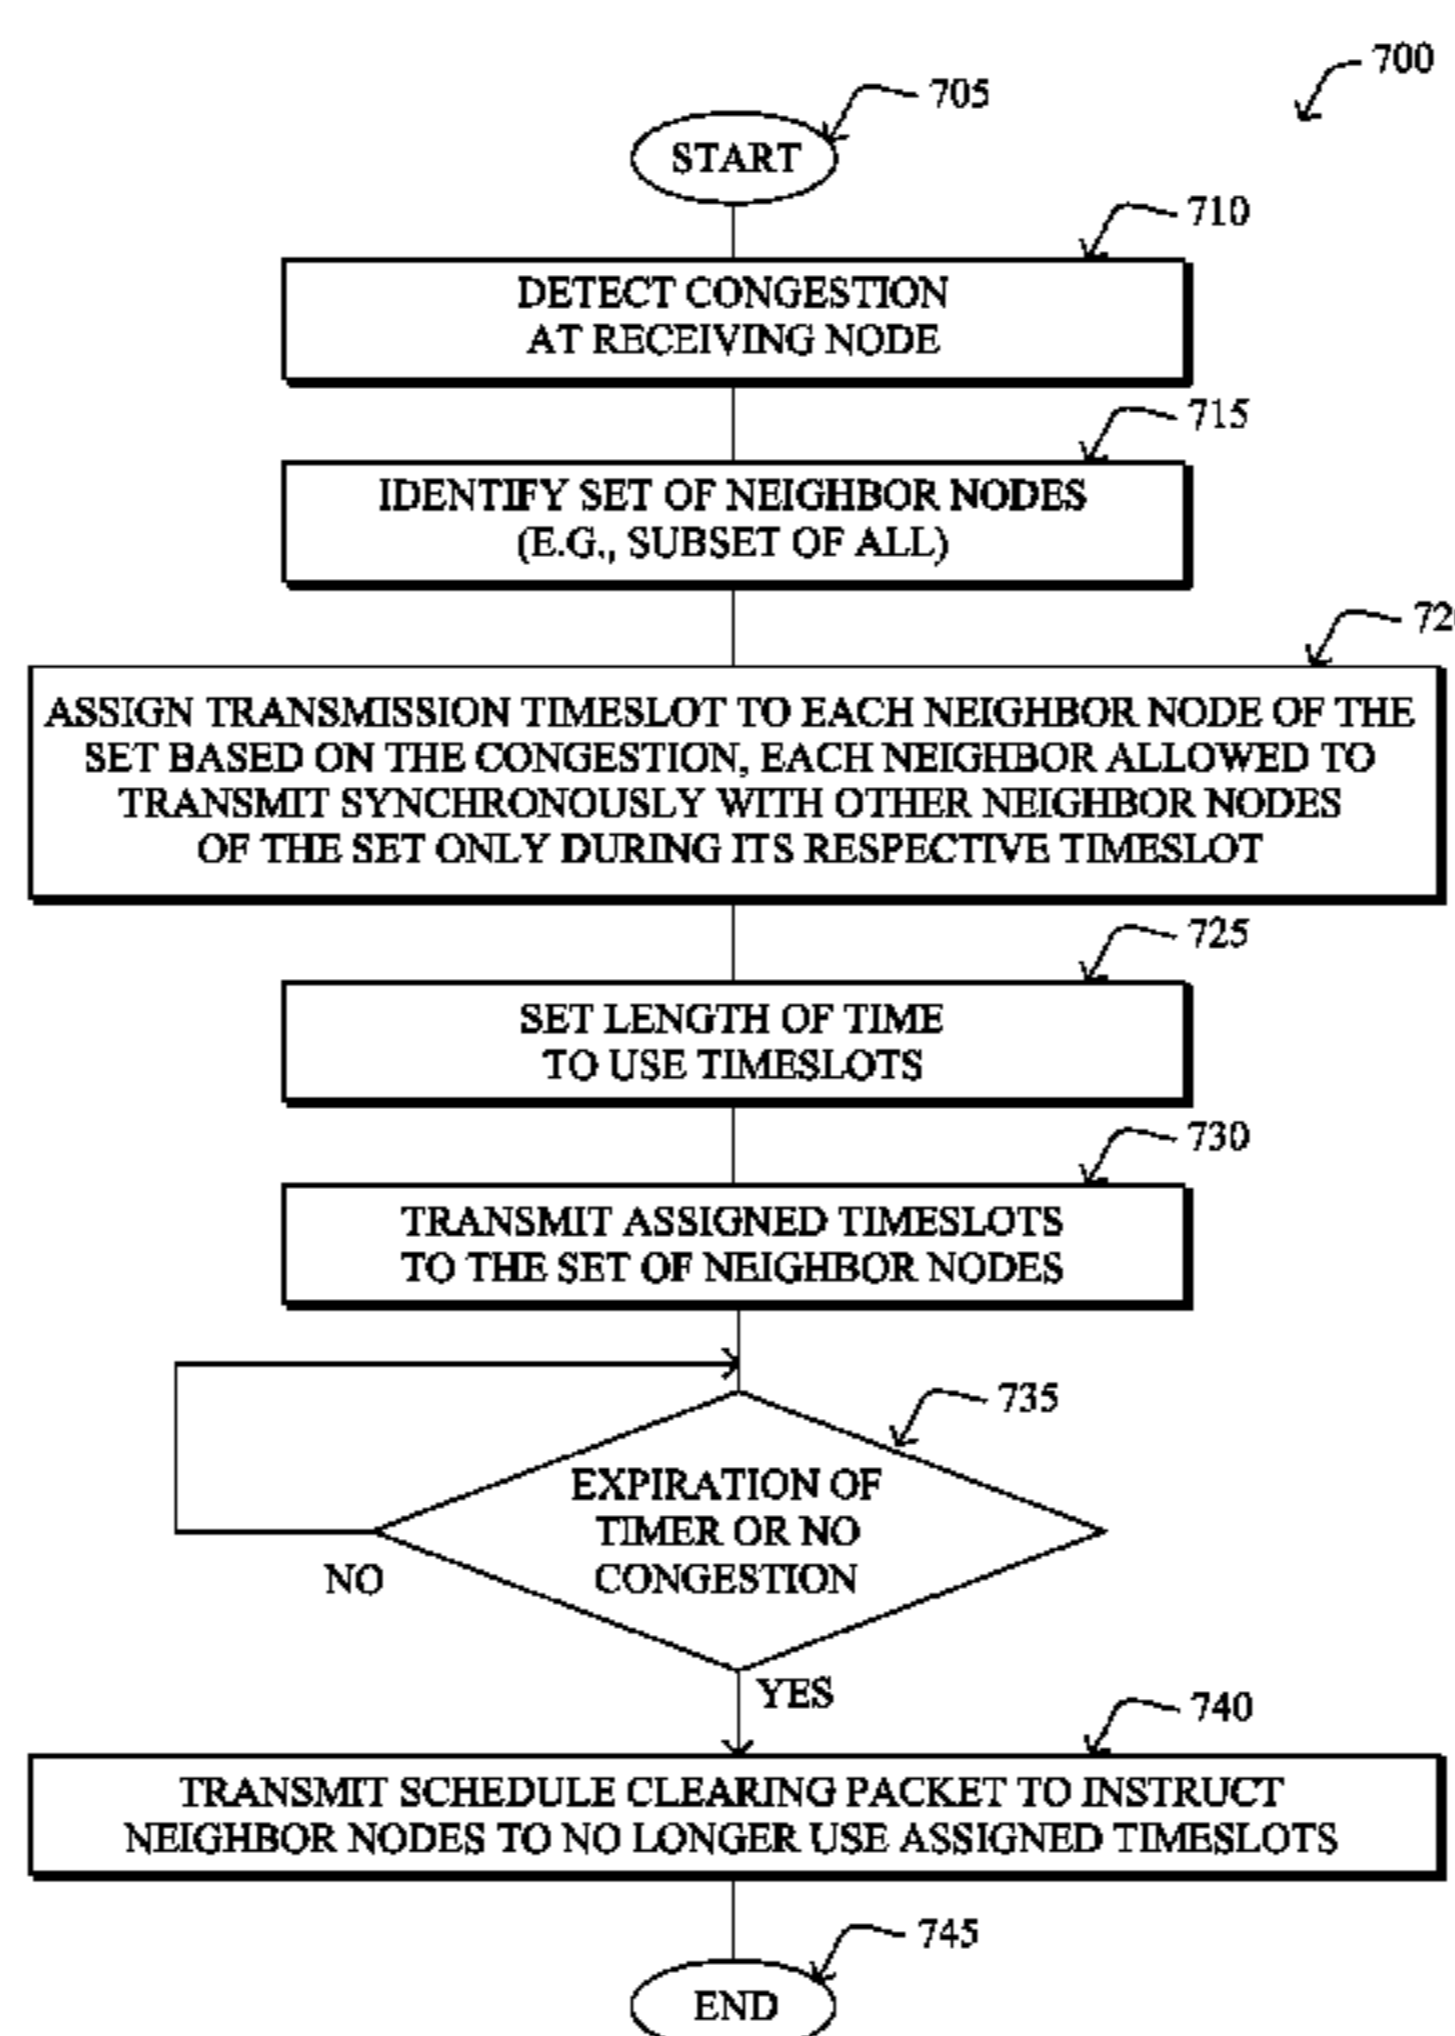 700
705
START
710
DETECT CONGESTION
AT RECEIVING NODE
715
IDENTIFY SET OF NEIGHBOR NODES
(E.G., SUBSET OF ALL)
ASSIGN TRANSMISSION TIMESLOT TO EACH NEIGHBOR NODE OF THE
SET BASED ON THE CONGESTION, EACH NEIGHBOR ALLOWED TO
TRANSMIT SYNCHRONOUSLY WITH OTHER NEIGHBOR NODES
OF THE SET ONLY DURING ITS RESPECTIVE TIMESLOT
725
SET LENGTH OF TIME
TO USE TIMESLOTS
730
TRANSMIT ASSIGNED TIMESLOTS
TO THE SET OF NEIGHBOR NODES
735
EXPIRATION OF
TIMER OR NO
CONGESTION
NO
YES
740
TRANSMIT SCHEDULE CLEARING PACKET TO INSTRUCT
NEIGHBOR NODES TO NO LONGER USE ASSIGNED TIMESLOTS
745
END